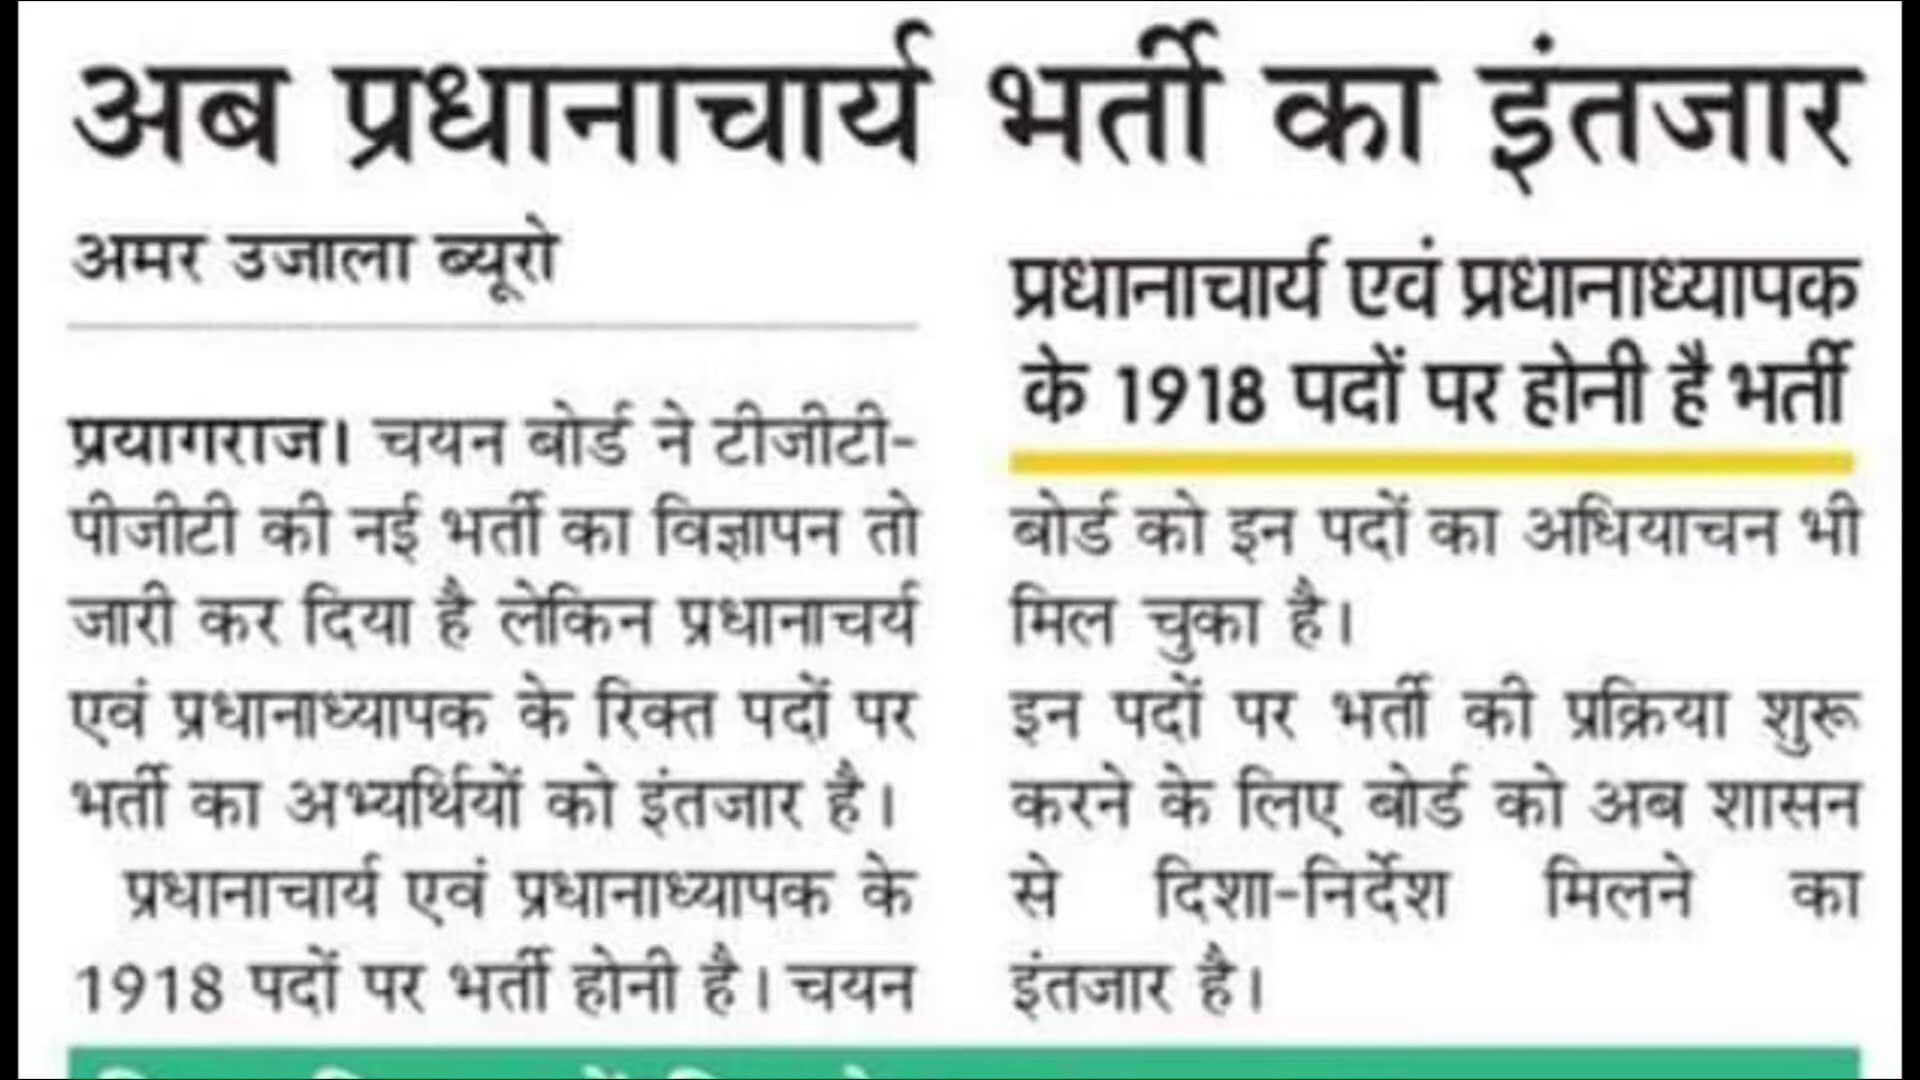 अब प्रधानाचार्य भर्ती का इंतजार
अमर उजाला ब्यूरो
प्रयागराज। चयन बोर्ड ने टीजीटी-
पीजीटी की नई भर्ती का विज्ञापन तो
जारी कर दिया है लेकिन प्रधानाचर्य
एवं प्रधानाध्यापक के रिक्त पदों पर
भर्ती का अभ्यर्थियों को इंतजार है।
प्रधानाचार्य एवं प्रधानाध्यापक के
1918 पदों पर भर्ती होनी है। चयन
प्रधानाचार्य एवं प्रधानाध्यापक
के 1918 पदों पर होनी है भर्ती
बोर्ड को इन पदों का अधियाचन भी
मिल चुका है।
इन पदों पर भर्ती की प्रक्रिया शुरू
करने के लिए बोर्ड को अब शासन
से दिशा-निर्देश मिलने का
इंतजार है।